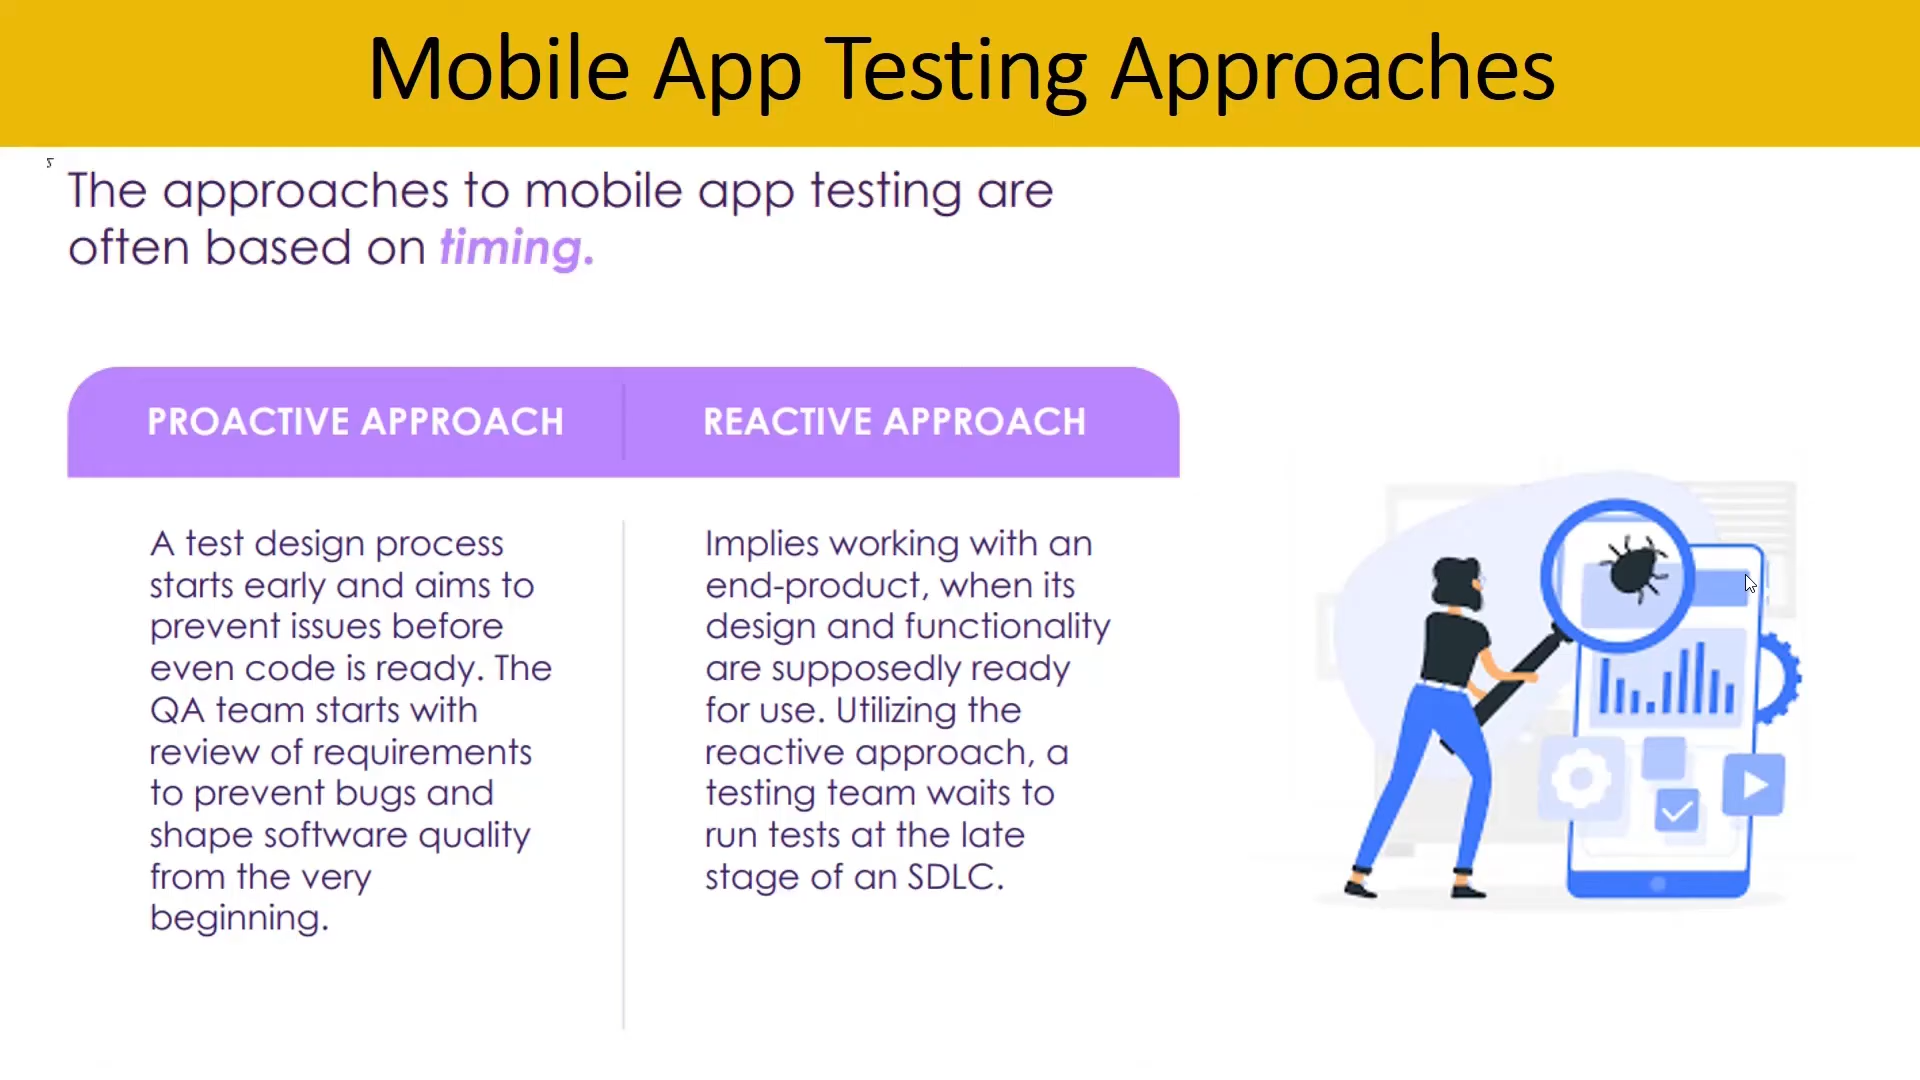 Mobile App Testing Approaches
The approaches to mobile app testing are
often based on timing.
PROACTIVE APPROACH
A test design process
starts early and aims to
prevent issues before
even code is ready. The
QA team starts with
review of requirements
to prevent bugs and
shape software quality
from the very
beginning.
REACTIVE APPROACH
Implies working with an
end-product, when its
design and functionality
are supposedly ready
for use. Utilizing the
reactive approach, a
testing team waits to
run tests at the late
stage of an SDLC.